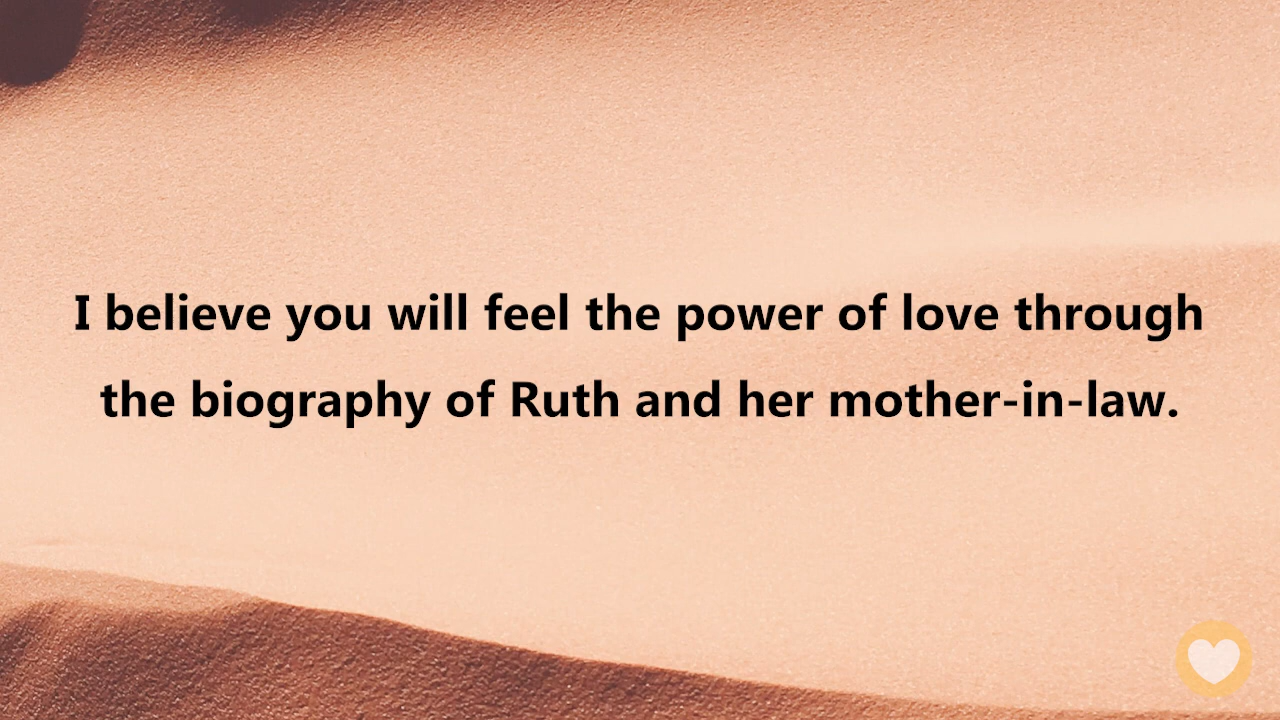 I believe you will feel the power of love through
the biography of Ruth and her mother-in-law.